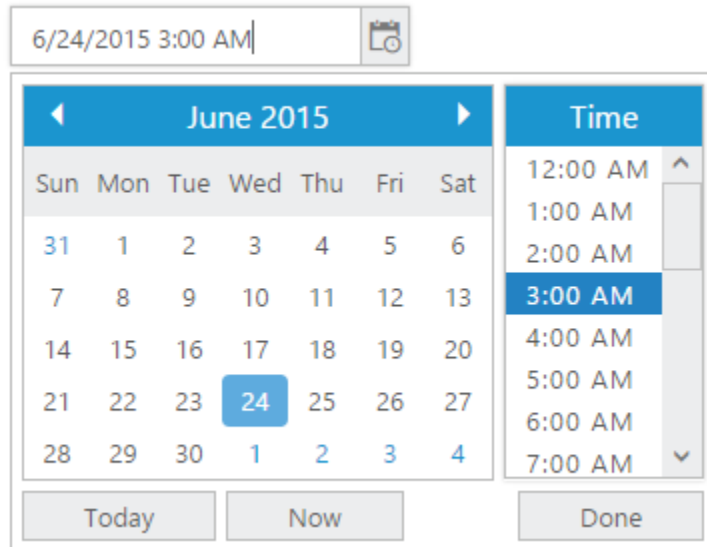 6/24/2015 3:00 AM
June 2015
Sun Mon Tue Wed Thu Fri Sat
31 1 2 3 4 5 6
7 8 9 10 11 12 13
14 15 16 17 18 19 20
21 22 23 24 25 26 27
28 29 30 1 2 3 4
Time
12:00 AM
1:00 AM
2:00 AM
3:00 AM
4:00 AM
5:00 AM
6:00 AM
7:00 AM
Today Now Done